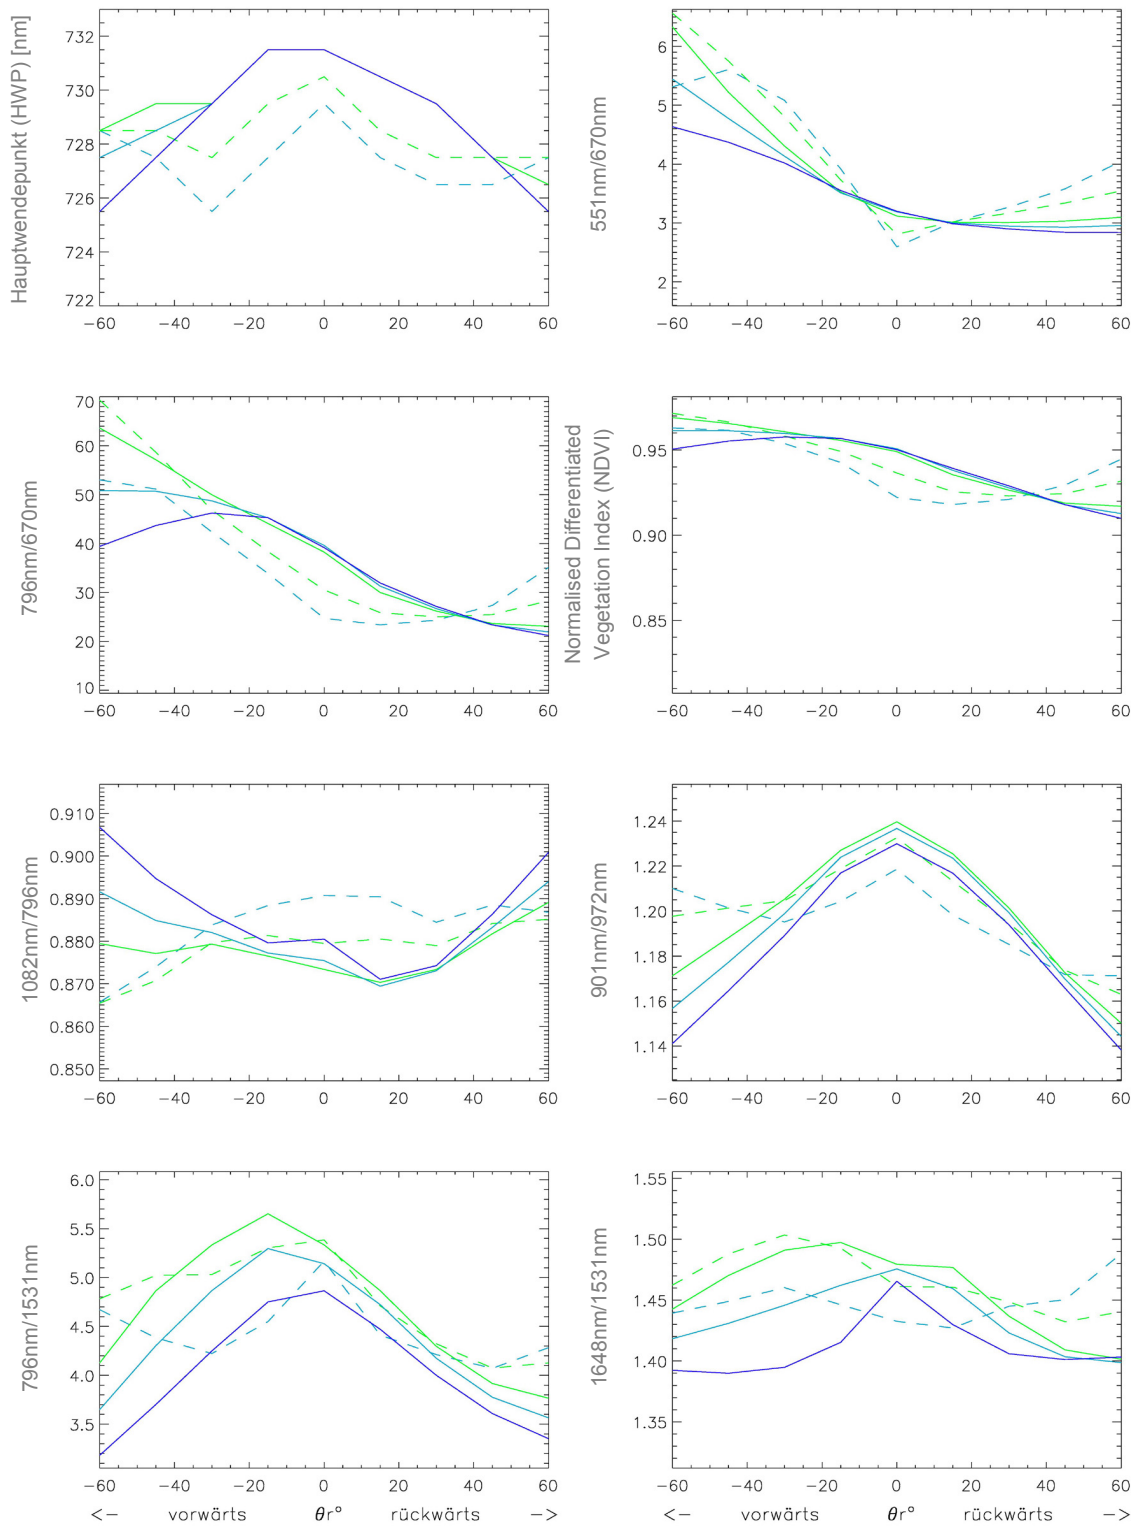 Hauptwendepunkt (HWP) [nm]
732
730
728
726
724
722
−60 −40 −20 0 20 40 60
551nm/670nm
6
5
4
3
2
−60 −40 −20 0 20 40 60
796nm/670nm
70
60
50
40
30
20
10
−60 −40 −20 0 20 40 60
Normalised Differentiated
Vegetation Index (NDVI)
0.95
0.90
0.85
−60 −40 −20 0 20 40 60
1082nm/796nm
0.910
0.900
0.890
0.880
0.870
0.860
0.850
−60 −40 −20 0 20 40 60
901nm/972nm
1.24
1.22
1.20
1.18
1.16
1.14
−60 −40 −20 0 20 40 60
796nm/1531nm
6.0
5.5
5.0
4.5
4.0
3.5
−60 −40 −20 0 20 40 60
<− vorwärts θr° rückwärts −>
1648nm/1531nm
1.55
1.50
1.45
1.40
1.35
−60 −40 −20 0 20 40 60
<− vorwärts θr° rückwärts −>